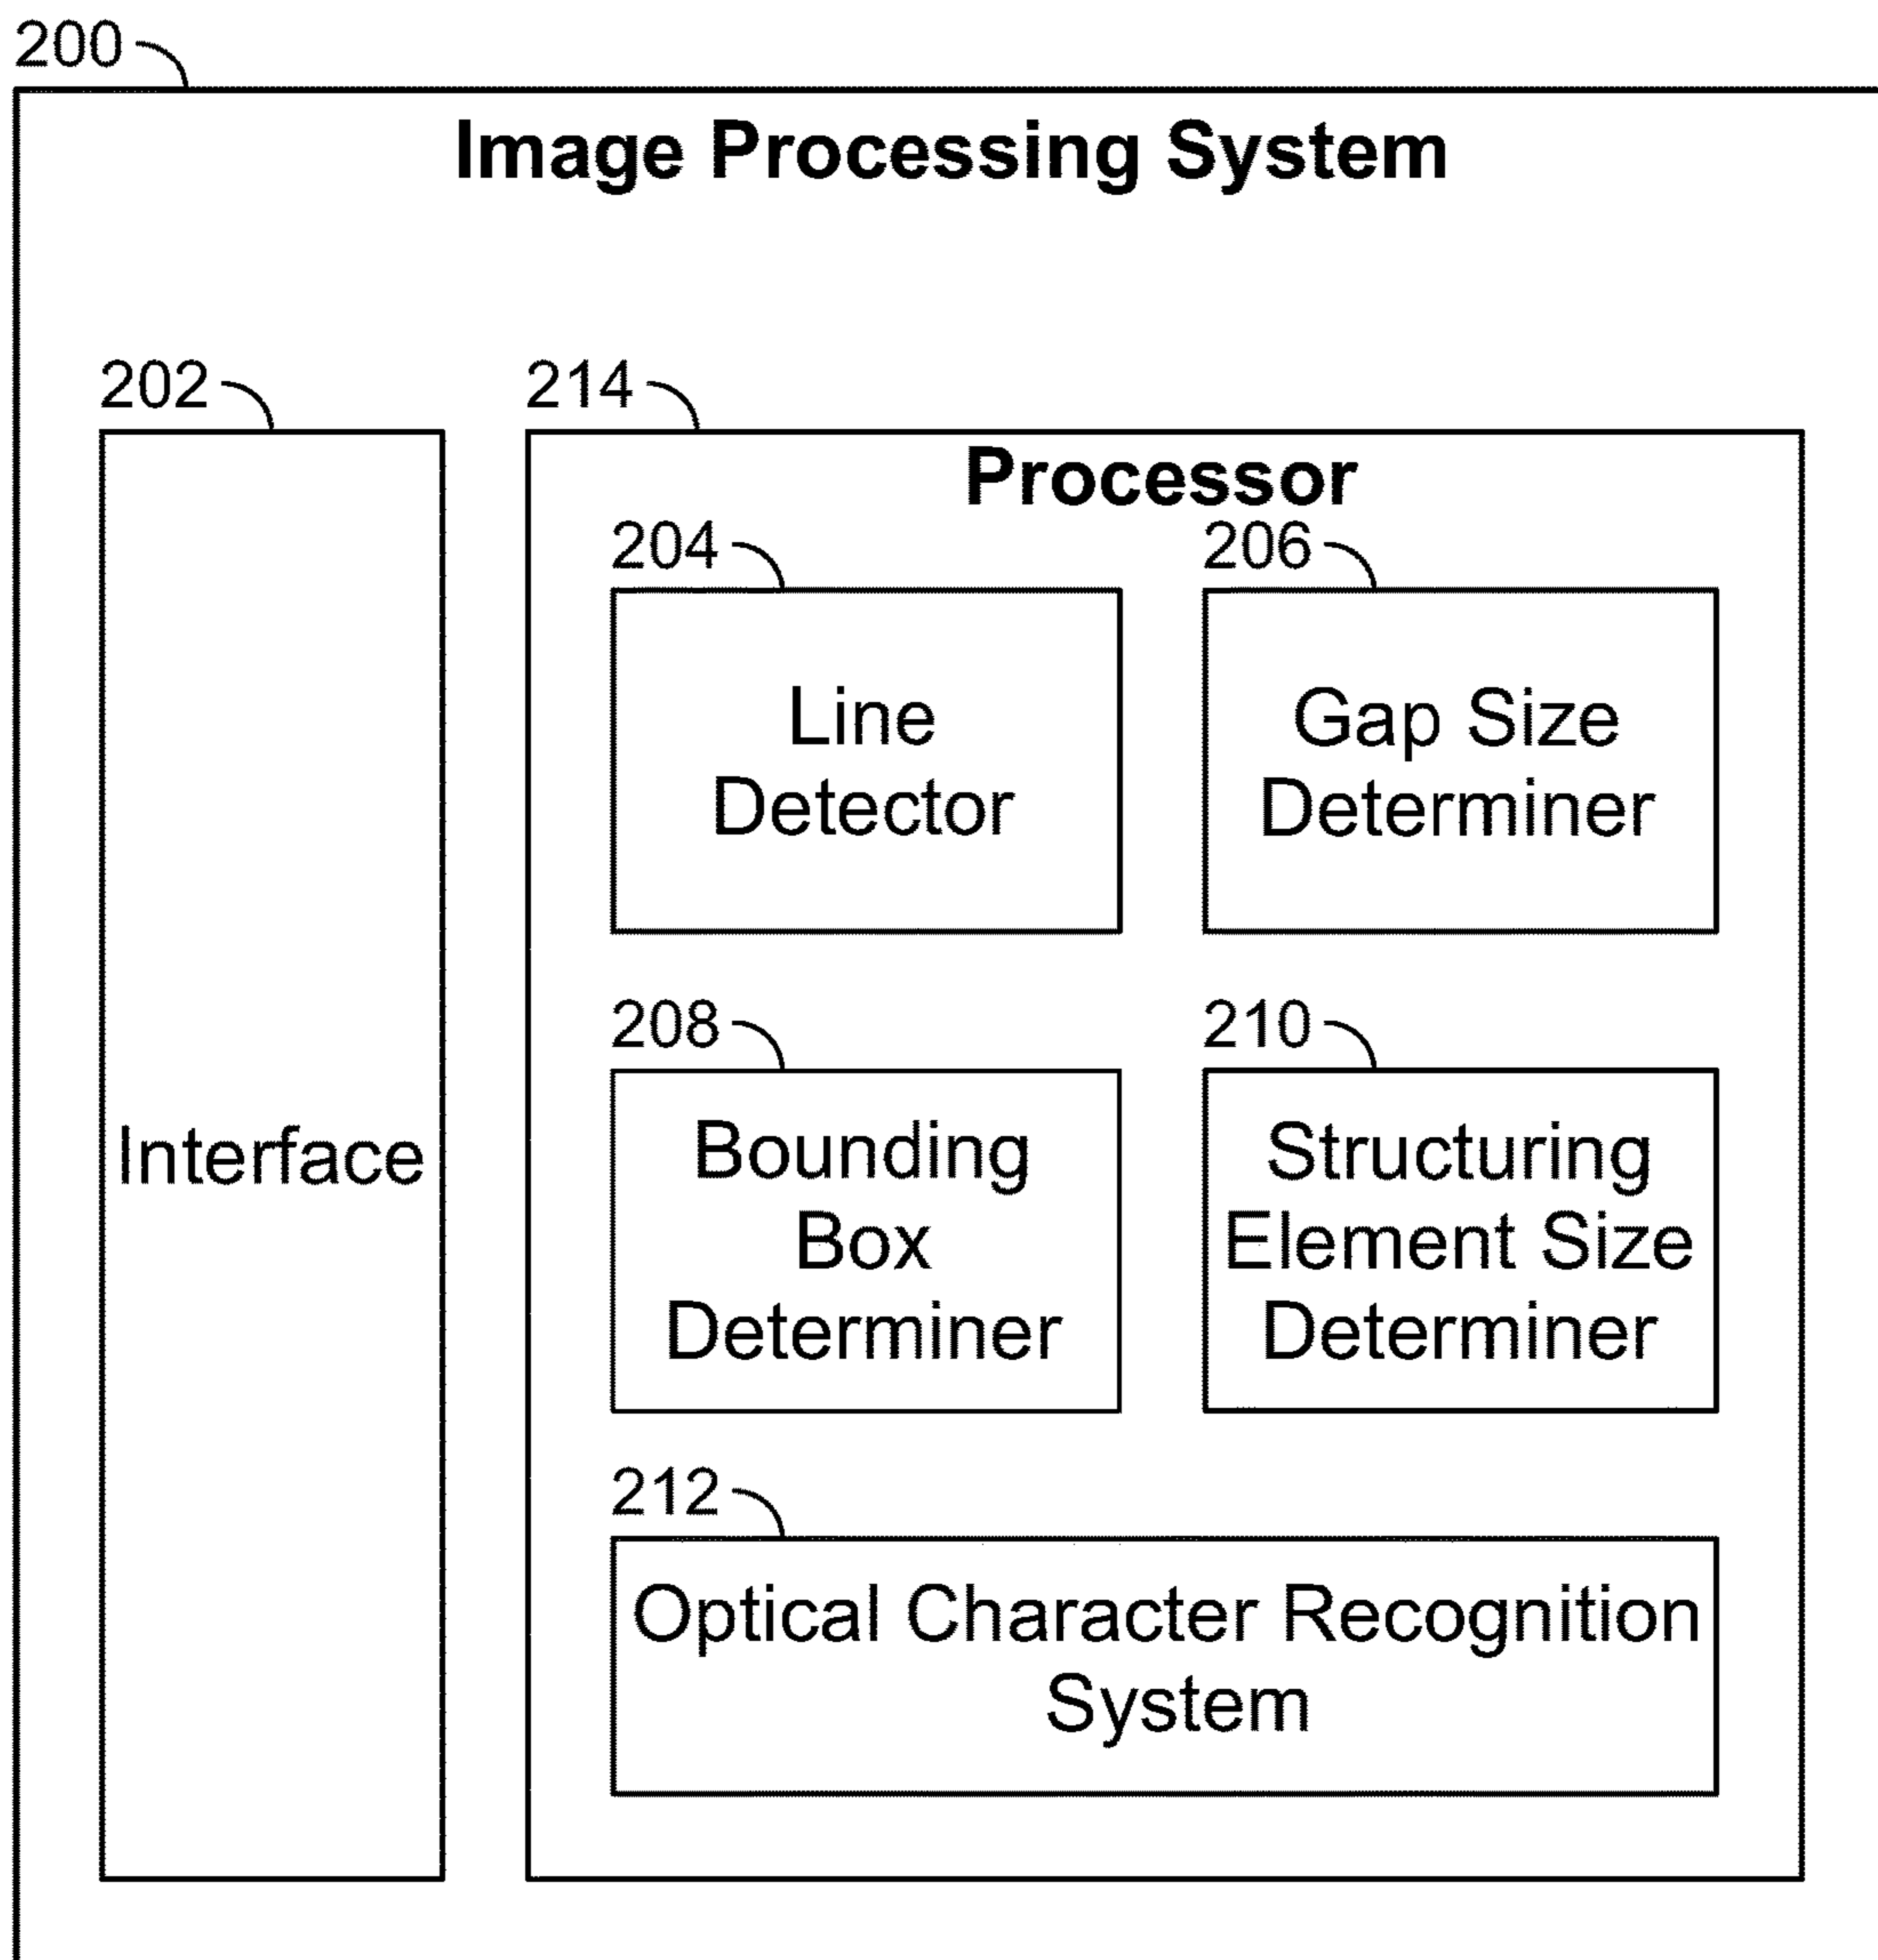 200
Image Processing System
202
214
Interface
Processor
204
206
Line
Detector
Gap Size
Determiner
208
210
Bounding
Box
Determiner
Structuring
Element Size
Determiner
212
Optical Character Recognition
System